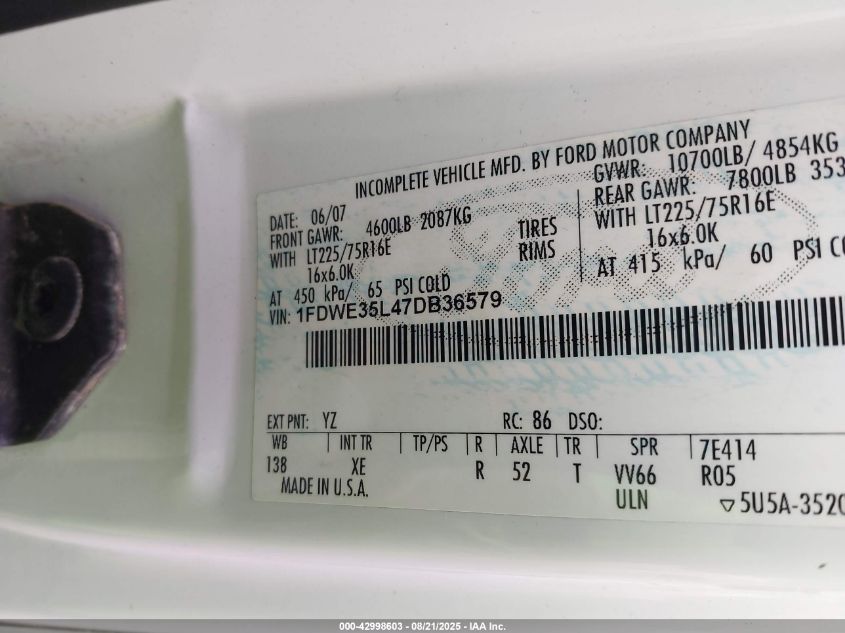 INCOMPLETE VEHICLE MFD. BY FORD MOTOR COMPANY
DATE: 06/07 GVWR: 10700LB/ 4854KG
FRONT GAWR: 4600LB 2087KG REAR GAWR: 7800LB 353
WITH LT225/75R16E TIRES WITH LT225/75R16E
16x6.0K RIMS 16x6.0K
AT 450 kPa/ 65 PSI COLD AT 415 kPa/ 60 PSI CO
VIN: 1FDWE35L47DB36579
EXT PNT: YZ RC: 86 DSO:
WB INT TR TP/PS R AXLE TR SPR 7E414
138 XE R 52 T VV66 R05
MADE IN U.S.A. ULN ▽5U5A-3520
000-42998603 - 08/21/2025 - IAA Inc.